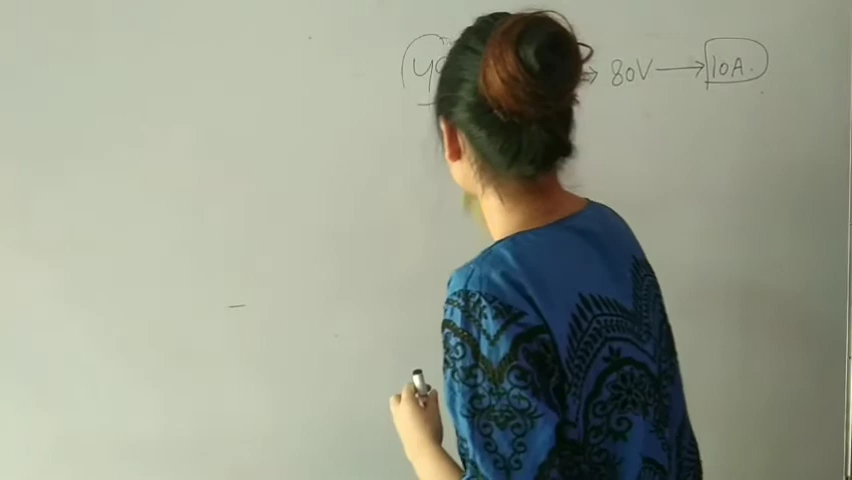 → 80V → 10A.